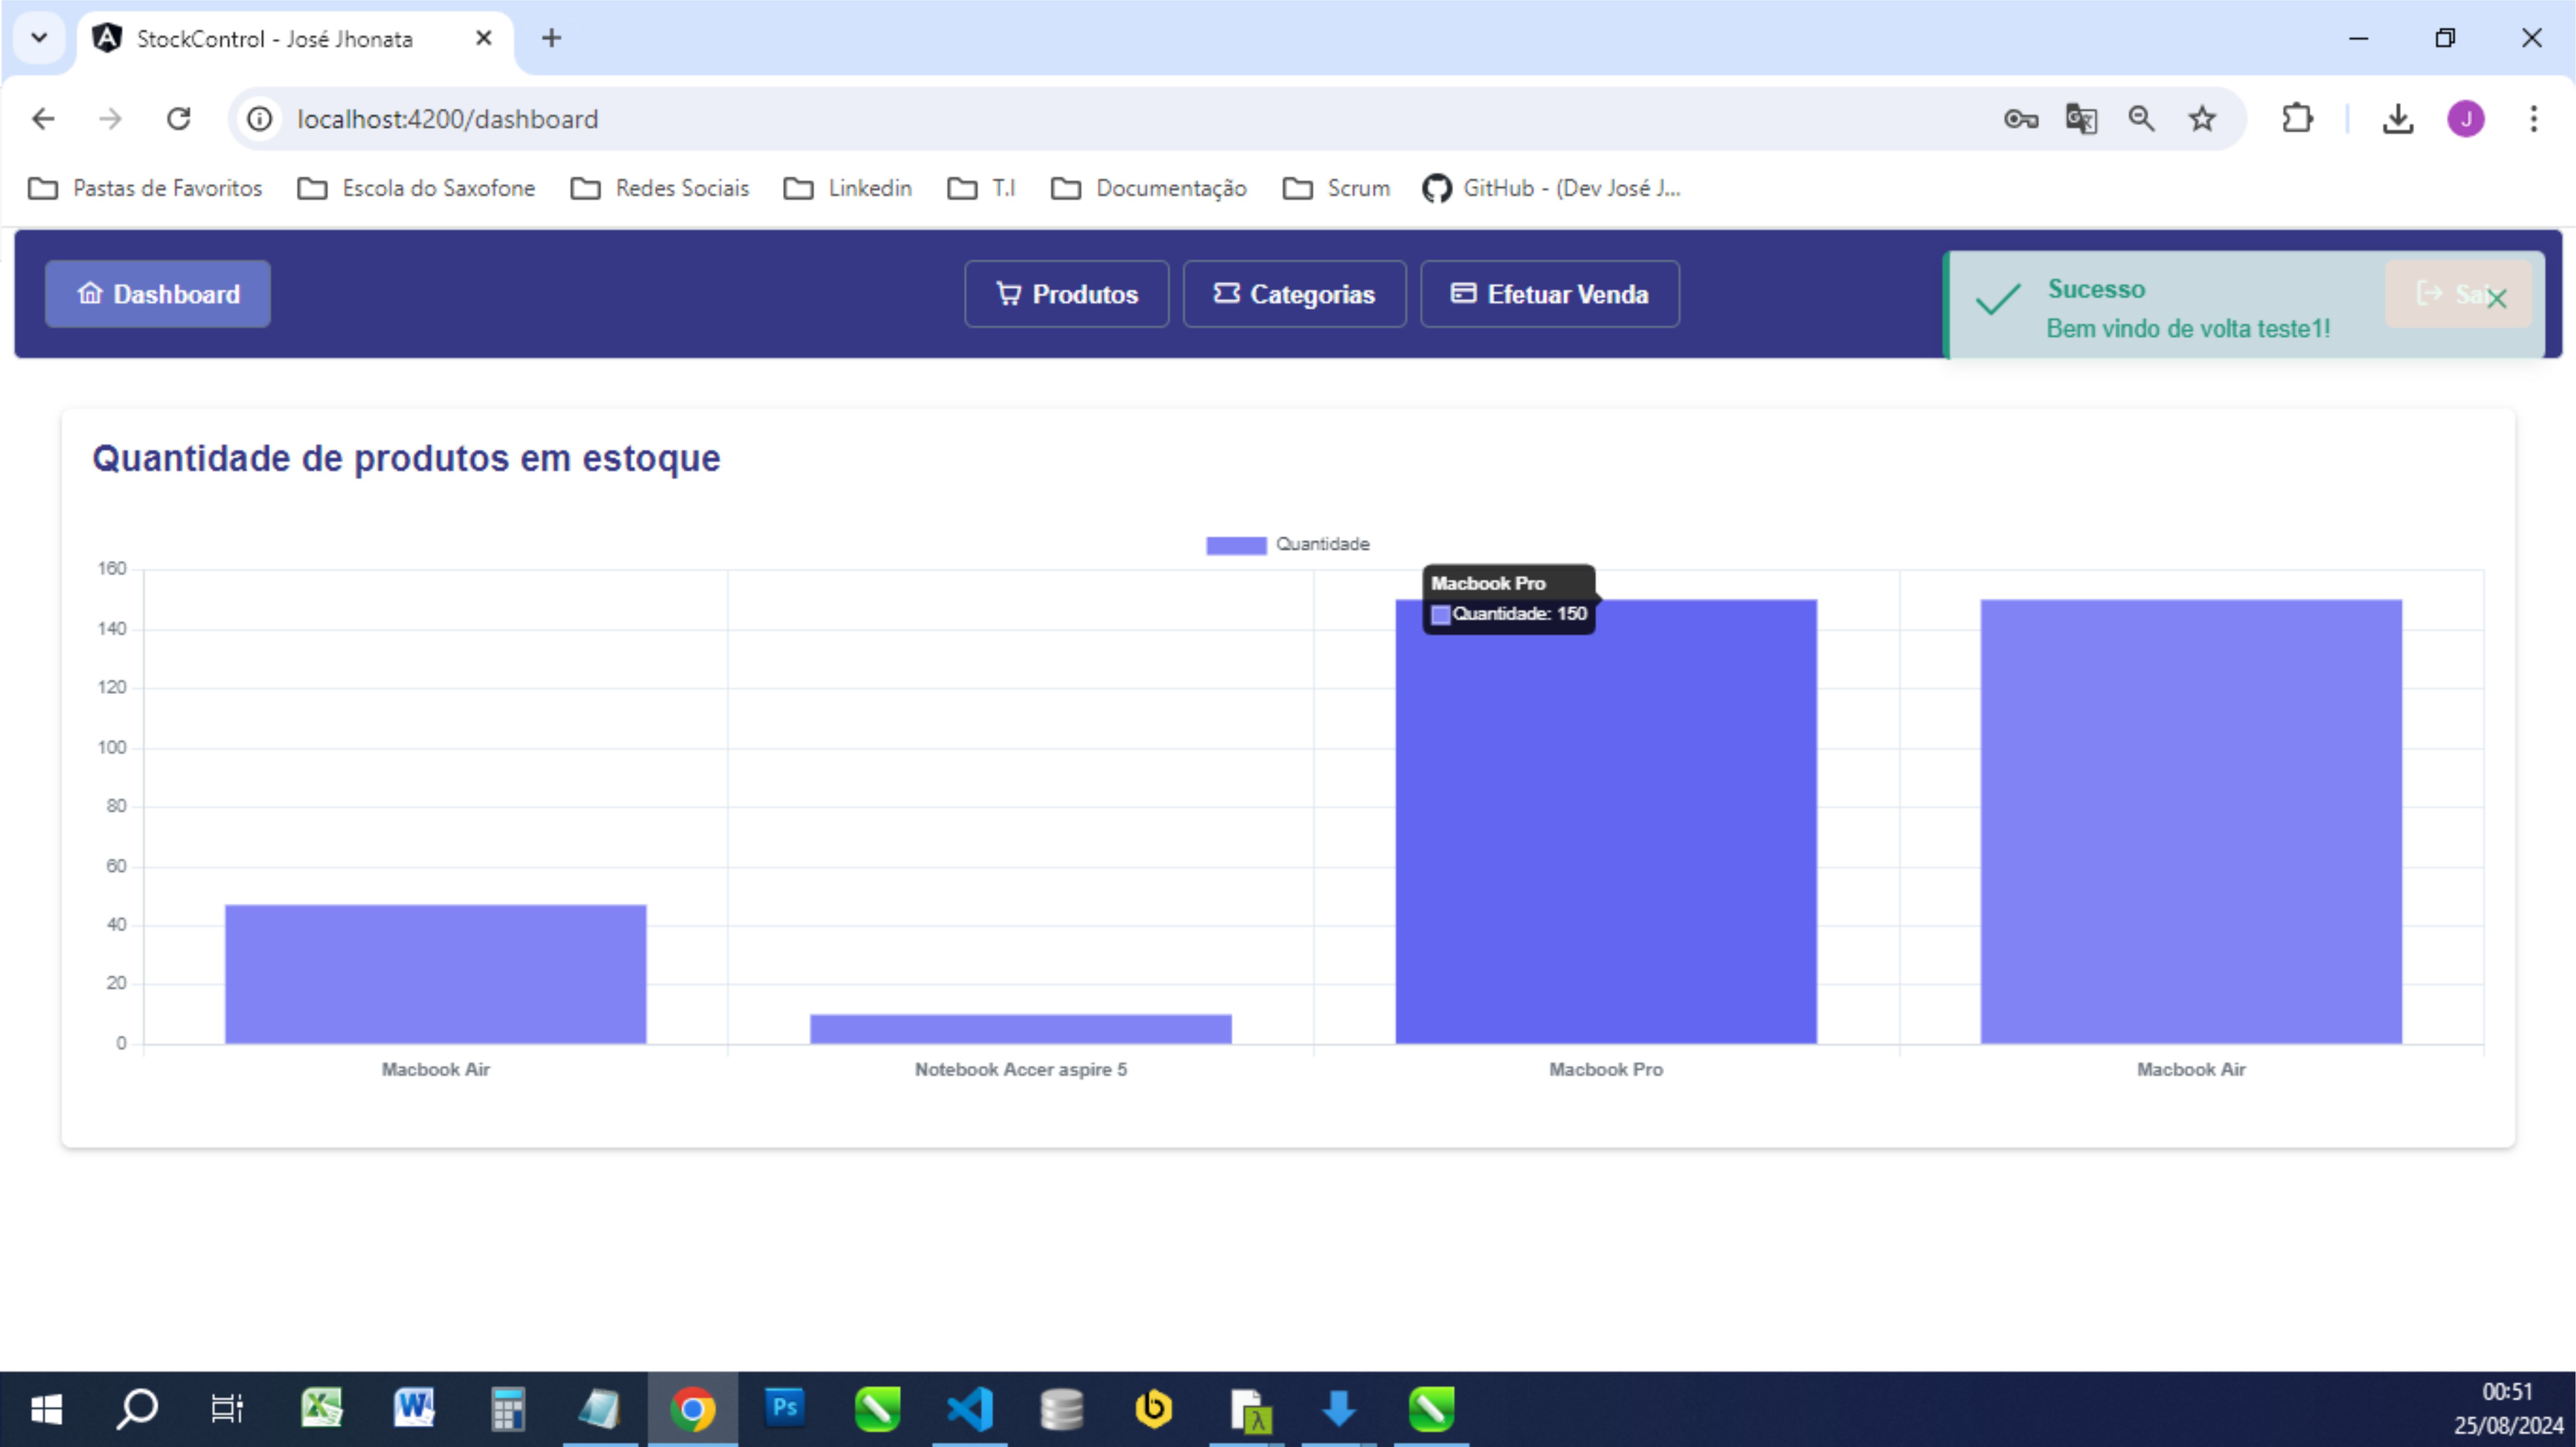 StockControl - José Jhonata
localhost:4200/dashboard
J
Pastas de Favoritos
Escola do Saxofone
Redes Sociais
Linkedin
T.I
Documentação
Scrum
GitHub - (Dev José J...
Dashboard
Produtos
Categorias
Efetuar Venda
Sucesso
Bem vindo de volta teste1!
Quantidade de produtos em estoque
Quantidade
160
140
120
100
80
60
40
20
0
Macbook Pro
Quantidade: 150
Macbook Air
Notebook Accer aspire 5
Macbook Pro
Macbook Air
Ps
00:51
25/08/2024